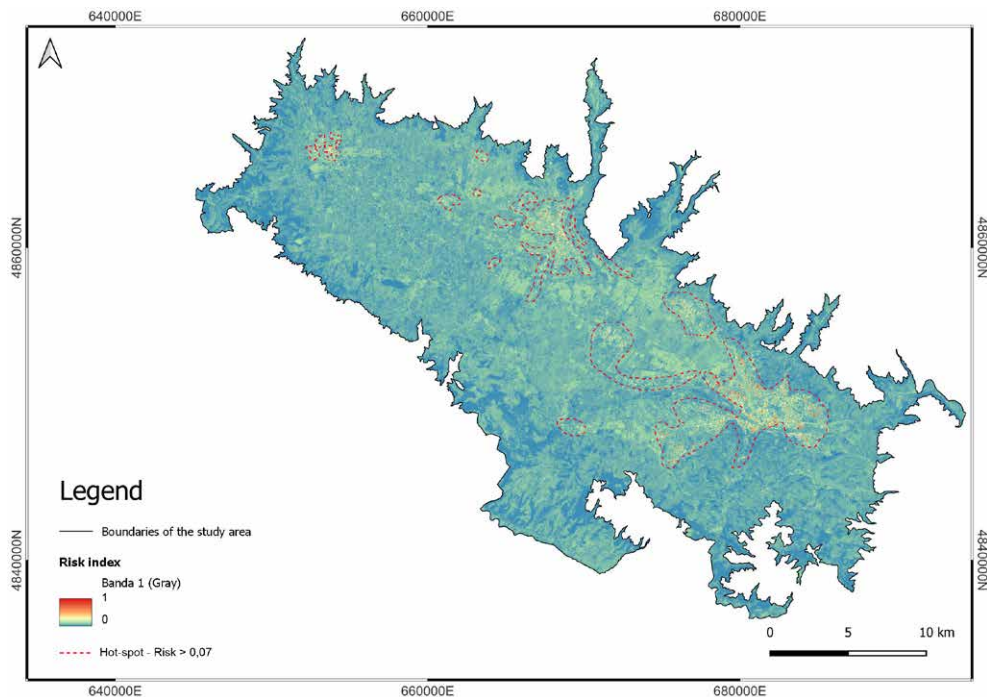 640000E 660000E 680000E
4860000N 4860000N
Legend
Boundaries of the study area
Risk index
Banda 1 (Gray)
1
0
Hot-spot - Risk > 0,07
4840000N 4840000N
0 5 10 km
640000E 660000E 680000E